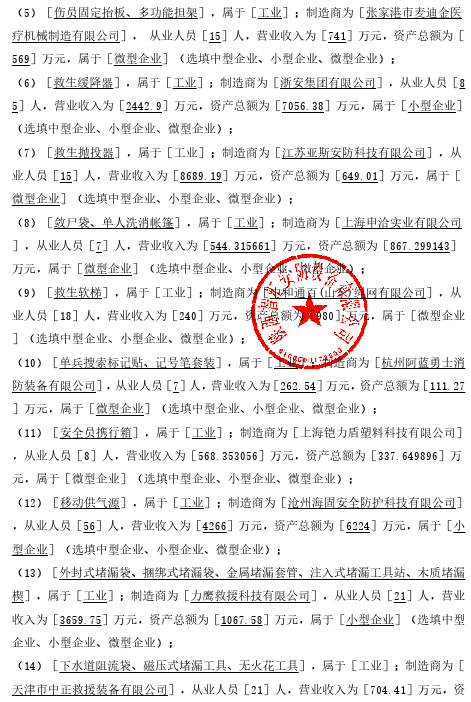 （5）［伤员固定抬板、多功能担架］，属于［工业］；制造商为［张家港市麦迪金医
疗机械制造有限公司］， 从业人员［15］人，营业收入为［741］万元，资产总额为［
569］万元，属于［微型企业］（选填中型企业、小型企业、微型企业）；
（6）［救生缓降器］，属于［工业］；制造商为［浙安集团有限公司］，从业人员［8
5］人，营业收入为［2442.9］万元，资产总额为［7056.38］万元，属于［小型企业］
（选填中型企业、小型企业、微型企业）；
（7）［救生抛投器］，属于［工业］；制造商为［江苏亚斯安防科技有限公司］，从
业人员［15］人，营业收入为［8689.19］万元，资产总额为［649.01］万元，属于［
微型企业］（选填中型企业、小型企业、微型企业）；
（8）［敛尸袋、单人洗消帐篷］，属于［工业］；制造商为［上海申洽实业有限公司
］，从业人员［7］人，营业收入为［544.315661］万元，资产总额为［867.299143］
万元，属于［微型企业］（选填中型企业、小型企业、微型企业）；
（9）［救生软梯］，属于［工业］；制造商为［中和通百（山东）绳网有限公司］，从
业人员［18］人，营业收入为［240］万元，资产总额为［980］万元，属于［微型企业
］（选填中型企业、小型企业、微型企业）；
（10）［单兵搜索标记贴、记号笔套装］，属于［工业］；制造商为［杭州阿蓝勇士消
防装备有限公司］，从业人员［7］人，营业收入为［262.54］万元，资产总额为［111.27
］万元，属于［微型企业］（选填中型企业、小型企业、微型企业）；
（11）［安全员携行箱］，属于［工业］；制造商为［上海铠力盾塑料科技有限公司］
，从业人员［8］人，营业收入为［568.353056］万元，资产总额为［337.649896］万
元，属于［微型企业］（选填中型企业、小型企业、微型企业）；
（12）［移动供气源］，属于［工业］；制造商为［沧州海固安全防护科技有限公司］
，从业人员［56］人，营业收入为［4266］万元，资产总额为［6224］万元，属于［小
型企业］（选填中型企业、小型企业、微型企业）；
（13）［外封式堵漏袋、捆绑式堵漏袋、金属堵漏套管、注入式堵漏工具站、木质堵漏
楔］，属于［工业］；制造商为［力鹰救援科技有限公司］，从业人员［21］人，营业
收入为［3659.75］万元，资产总额为［1067.58］万元，属于［小型企业］（选填中型
企业、小型企业、微型企业）；
（14）［下水道阻流袋、磁压式堵漏工具、无火花工具］，属于［工业］；制造商为［
天津市中正救援装备有限公司］，从业人员［21］人，营业收入为［704.41］万元，资